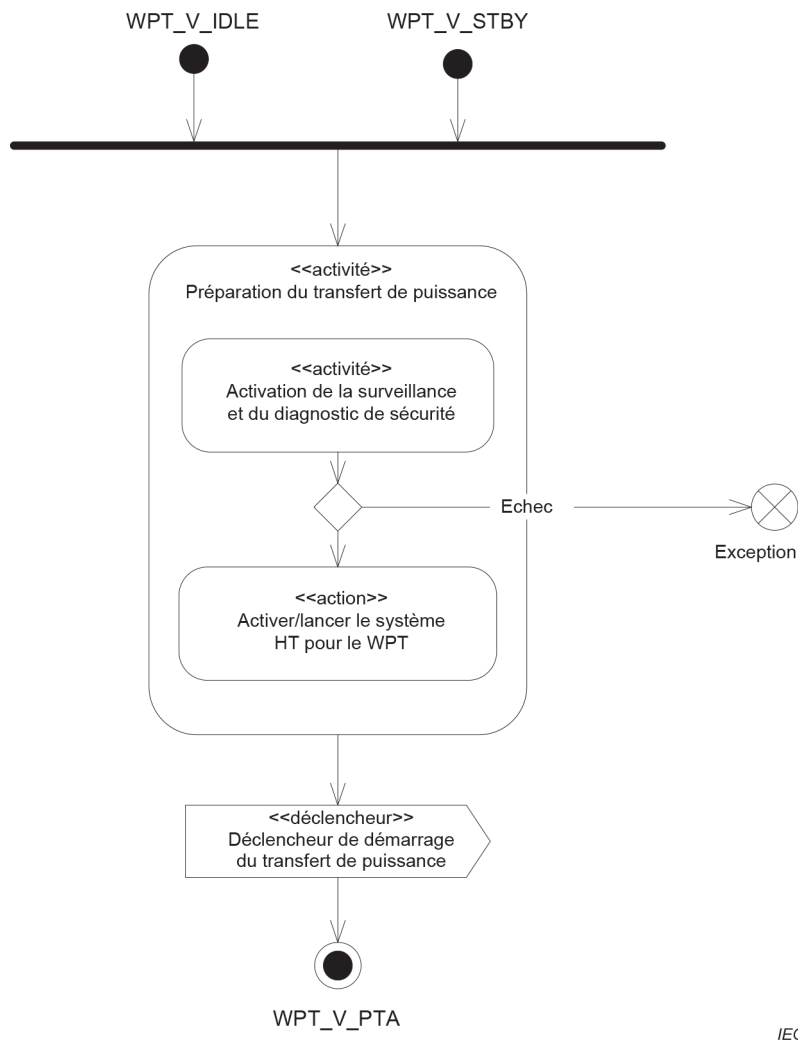 WPT_V_IDLE
WPT_V_STBY
<<activité>>
Préparation du transfert de puissance
<<activité>>
Activation de la surveillance
et du diagnostic de sécurité
Echec
Exception
<<action>>
Activer/lancer le système
HT pour le WPT
<<déclencheur>>
Déclencheur de démarrage
du transfert de puissance
WPT_V_PTA
IEC